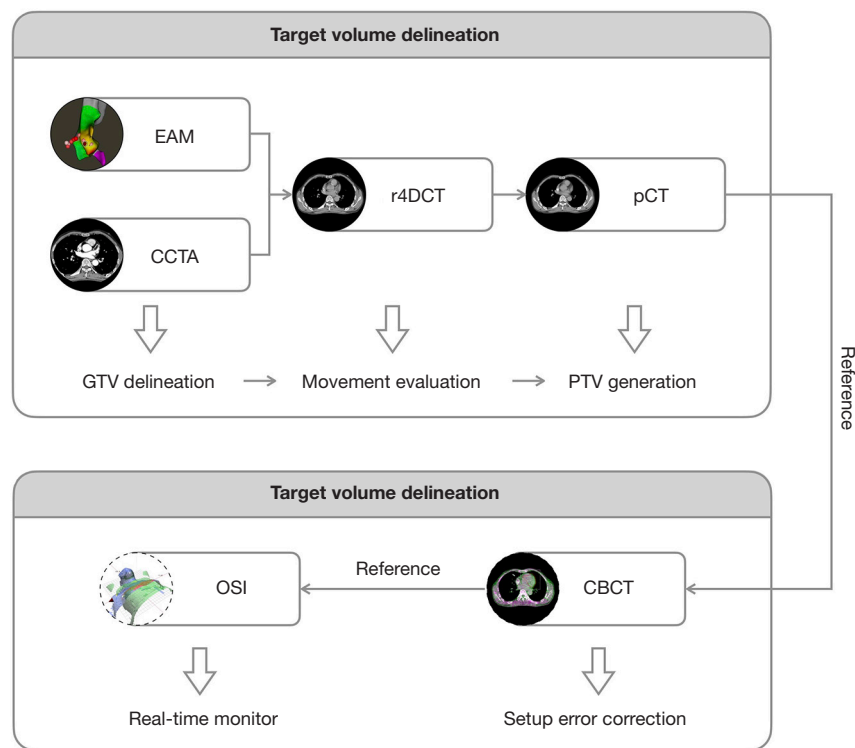 Target volume delineation
EAM
CCTA
r4DCT
pCT
GTV delineation
Movement evaluation
PTV generation
Reference
Target volume delineation
OSI
Reference
CBCT
Real-time monitor
Setup error correction